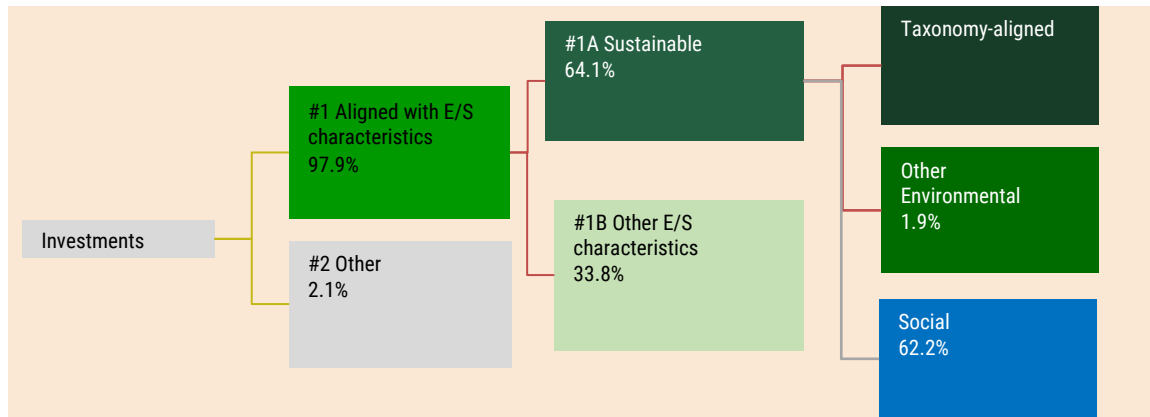 Investments
#1 Aligned with E/S
characteristics
97.9%
#2 Other
2.1%
#1A Sustainable
64.1%
#1B Other E/S
characteristics
33.8%
Taxonomy-aligned
Other
Environmental
1.9%
Social
62.2%